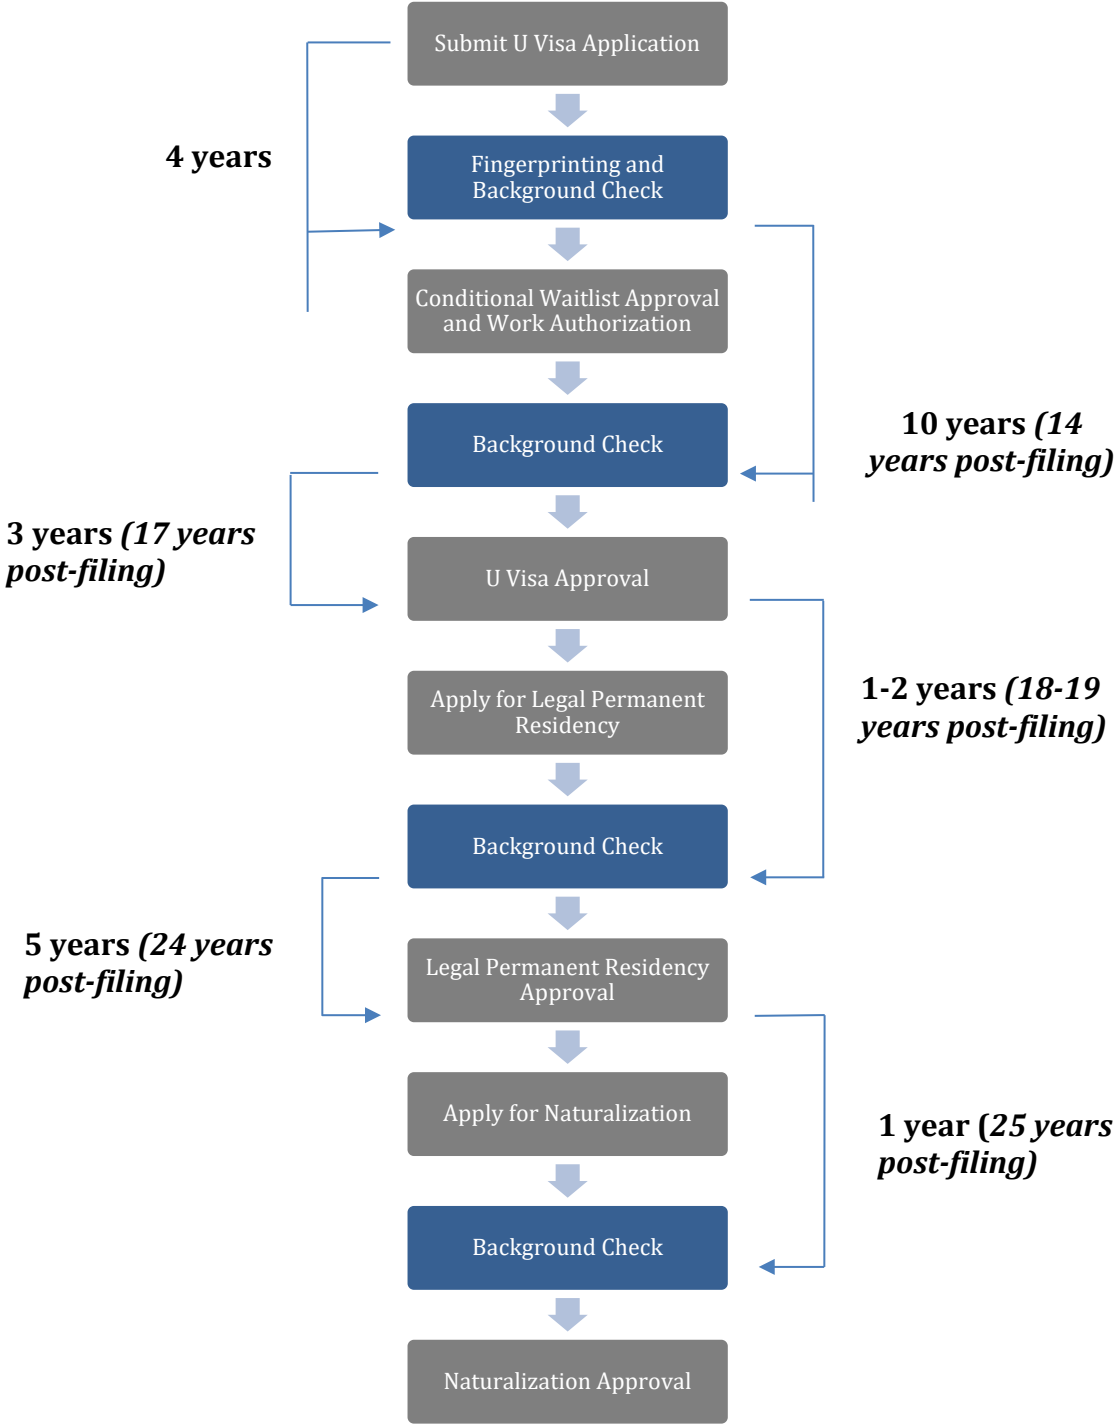 Submit U Visa Application
4 years
Fingerprinting and
Background Check
Conditional Waitlist Approval
and Work Authorization
10 years (14
years post-filing)
Background Check
3 years (17 years
post-filing)
U Visa Approval
1-2 years (18-19
years post-filing)
Apply for Legal Permanent
Residency
Background Check
5 years (24 years
post-filing)
Legal Permanent Residency
Approval
Apply for Naturalization
1 year (25 years
post-filing)
Background Check
Naturalization Approval